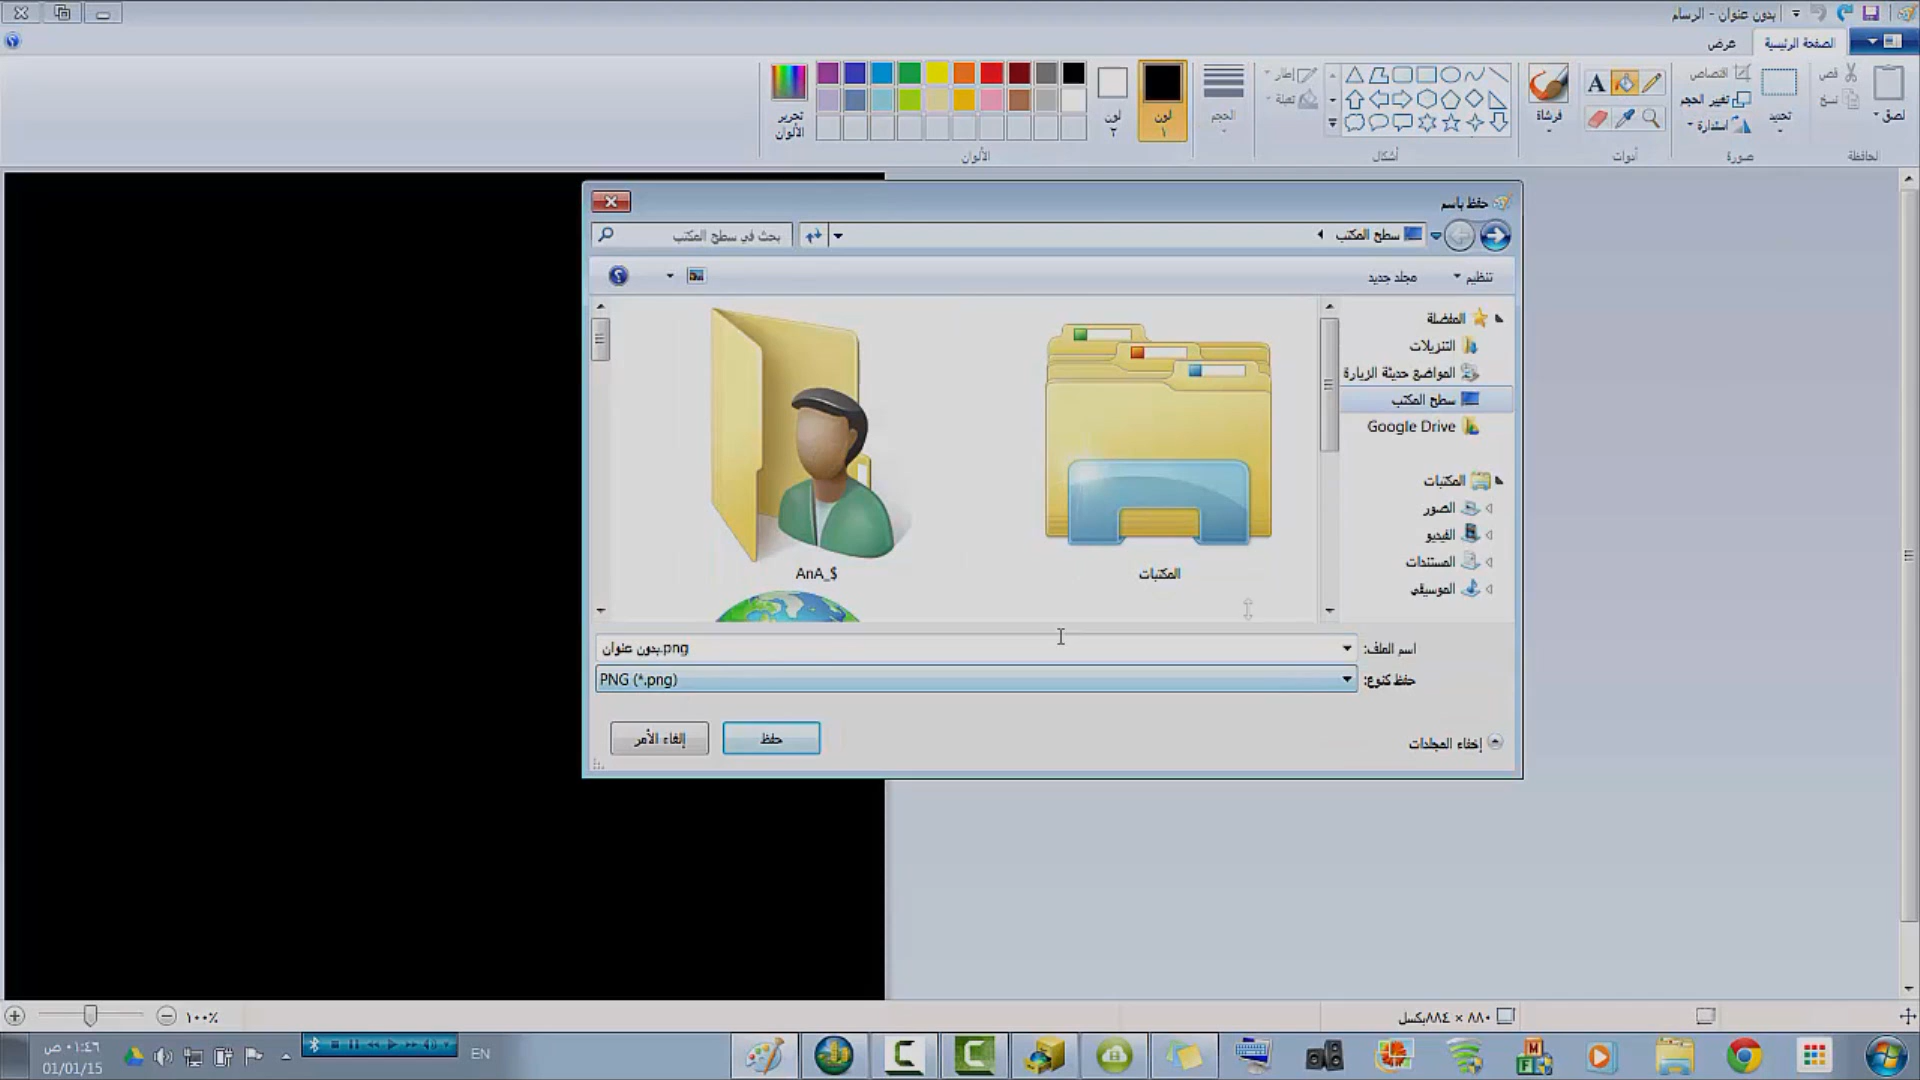 بدون عنوان - الرسام
الصفحة الرئيسية
عرض
لصق
قص
نسخ
الحافظة
تحديد
اقتصاص
تغيير الحجم
استدارة
صورة
A
أدوات
فرشاة
إطار
تعبئة
أشكال
الحجم
لون
١
لون
٢
تحرير
الألوان
الألوان
حفظ باسم
سطح المكتب
بحث في سطح المكتب
تنظيم
مجلد جديد
المفضلة
التنزيلات
المواضع حديثة الزيارة
سطح المكتب
Google Drive
المكتبات
الصور
الفيديو
المستندات
الموسيقى
المكتبات
AnA_$
اسم الملف:
بدون عنوان.png
حفظ كنوع:
PNG (*.png)
إخفاء المجلدات
حفظ
إلغاء الأمر
٨٨٠ × ٨٨٤بكسل
١٠٠٪
EN
٠١:٤٦ ص
01/01/15